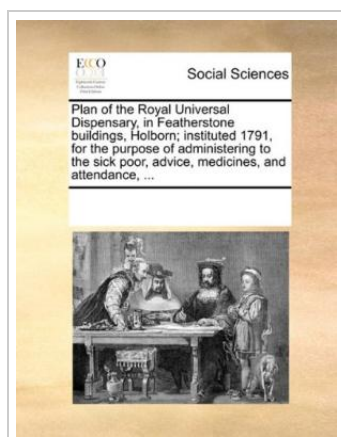 ECCO
Social Sciences
Plan of the Royal Universal
Dispensary, in Featherstone
buildings, Holborn; instituted 1791,
for the purpose of administering to
the sick poor, advice, medicines, and
attendance, ...